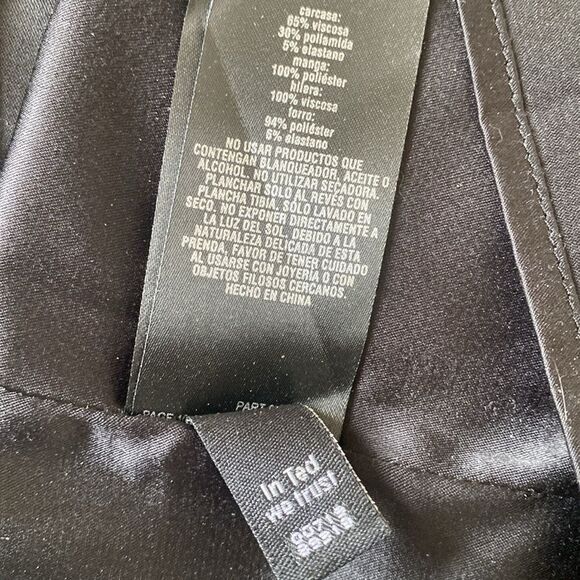 carcasa:
65% viscosa
30% poliamida
5% elastano
manga:
100% poliéster
hilera:
100% viscosa
forro:
94% poliéster
6% elastano
NO USAR PRODUCTOS QUE
CONTENGAN BLANQUEADOR, ACEITE O
ALCOHOL. NO UTILIZAR SECADORA
PLANCHAR SOLO AL REVÉS CON
PLANCHA TIBIA. SOLO LAVADO EN
SECO. NO EXPONER DIRECTAMENTE A
LA LUZ DEL SOL. DEBIDO A LA
NATURALEZA DELICADA DE ESTA
PRENDA, FAVOR DE TENER CUIDADO
AL USARSE CON JOYERÍA O CON
OBJETOS FILOSOS CERCANOS.
HECHO EN CHINA
PAGE
PART
In Ted
we trust